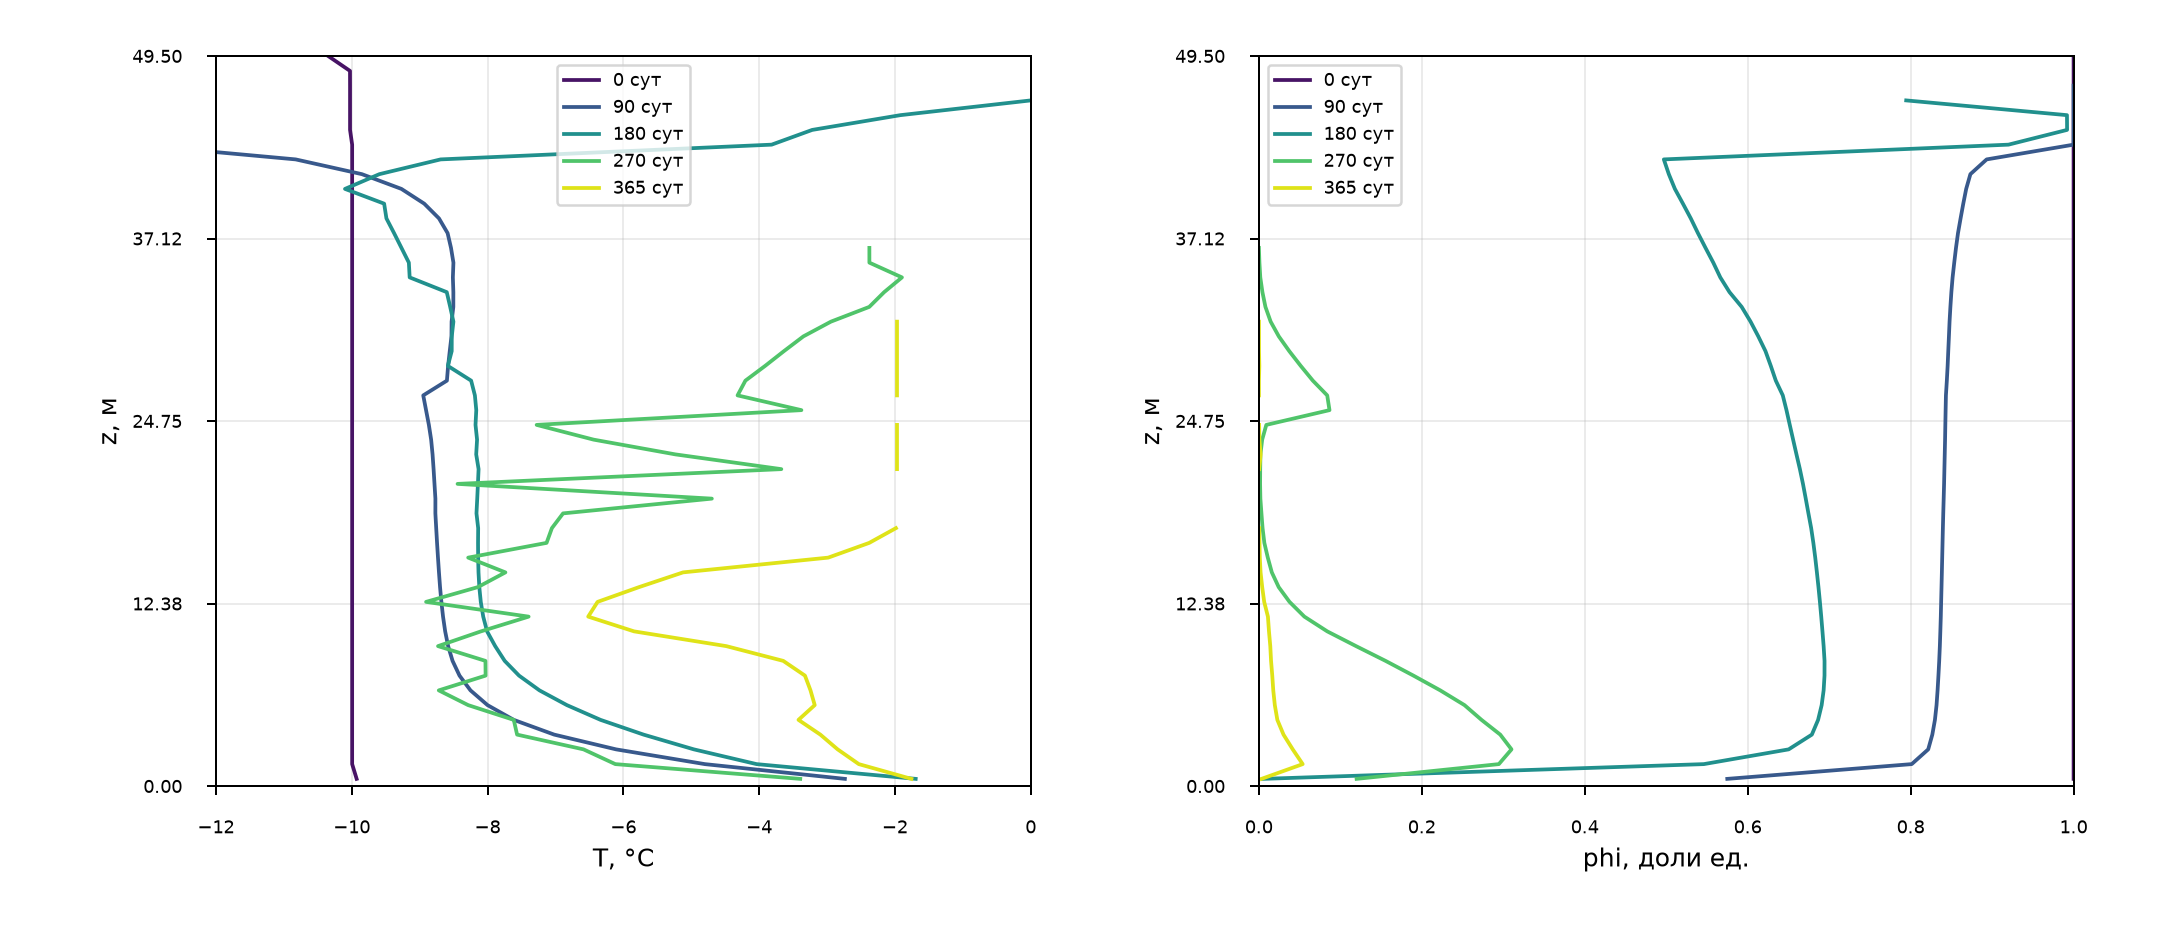 49.50
37.12
24.75
12.38
0.00
z, м
0 сут
90 сут
180 сут
270 сут
365 сут
−12
−10
−8
−6
−4
−2
0
T, °C
49.50
37.12
24.75
12.38
0.00
z, м
0 сут
90 сут
180 сут
270 сут
365 сут
0.0
0.2
0.4
0.6
0.8
1.0
phi, доли ед.